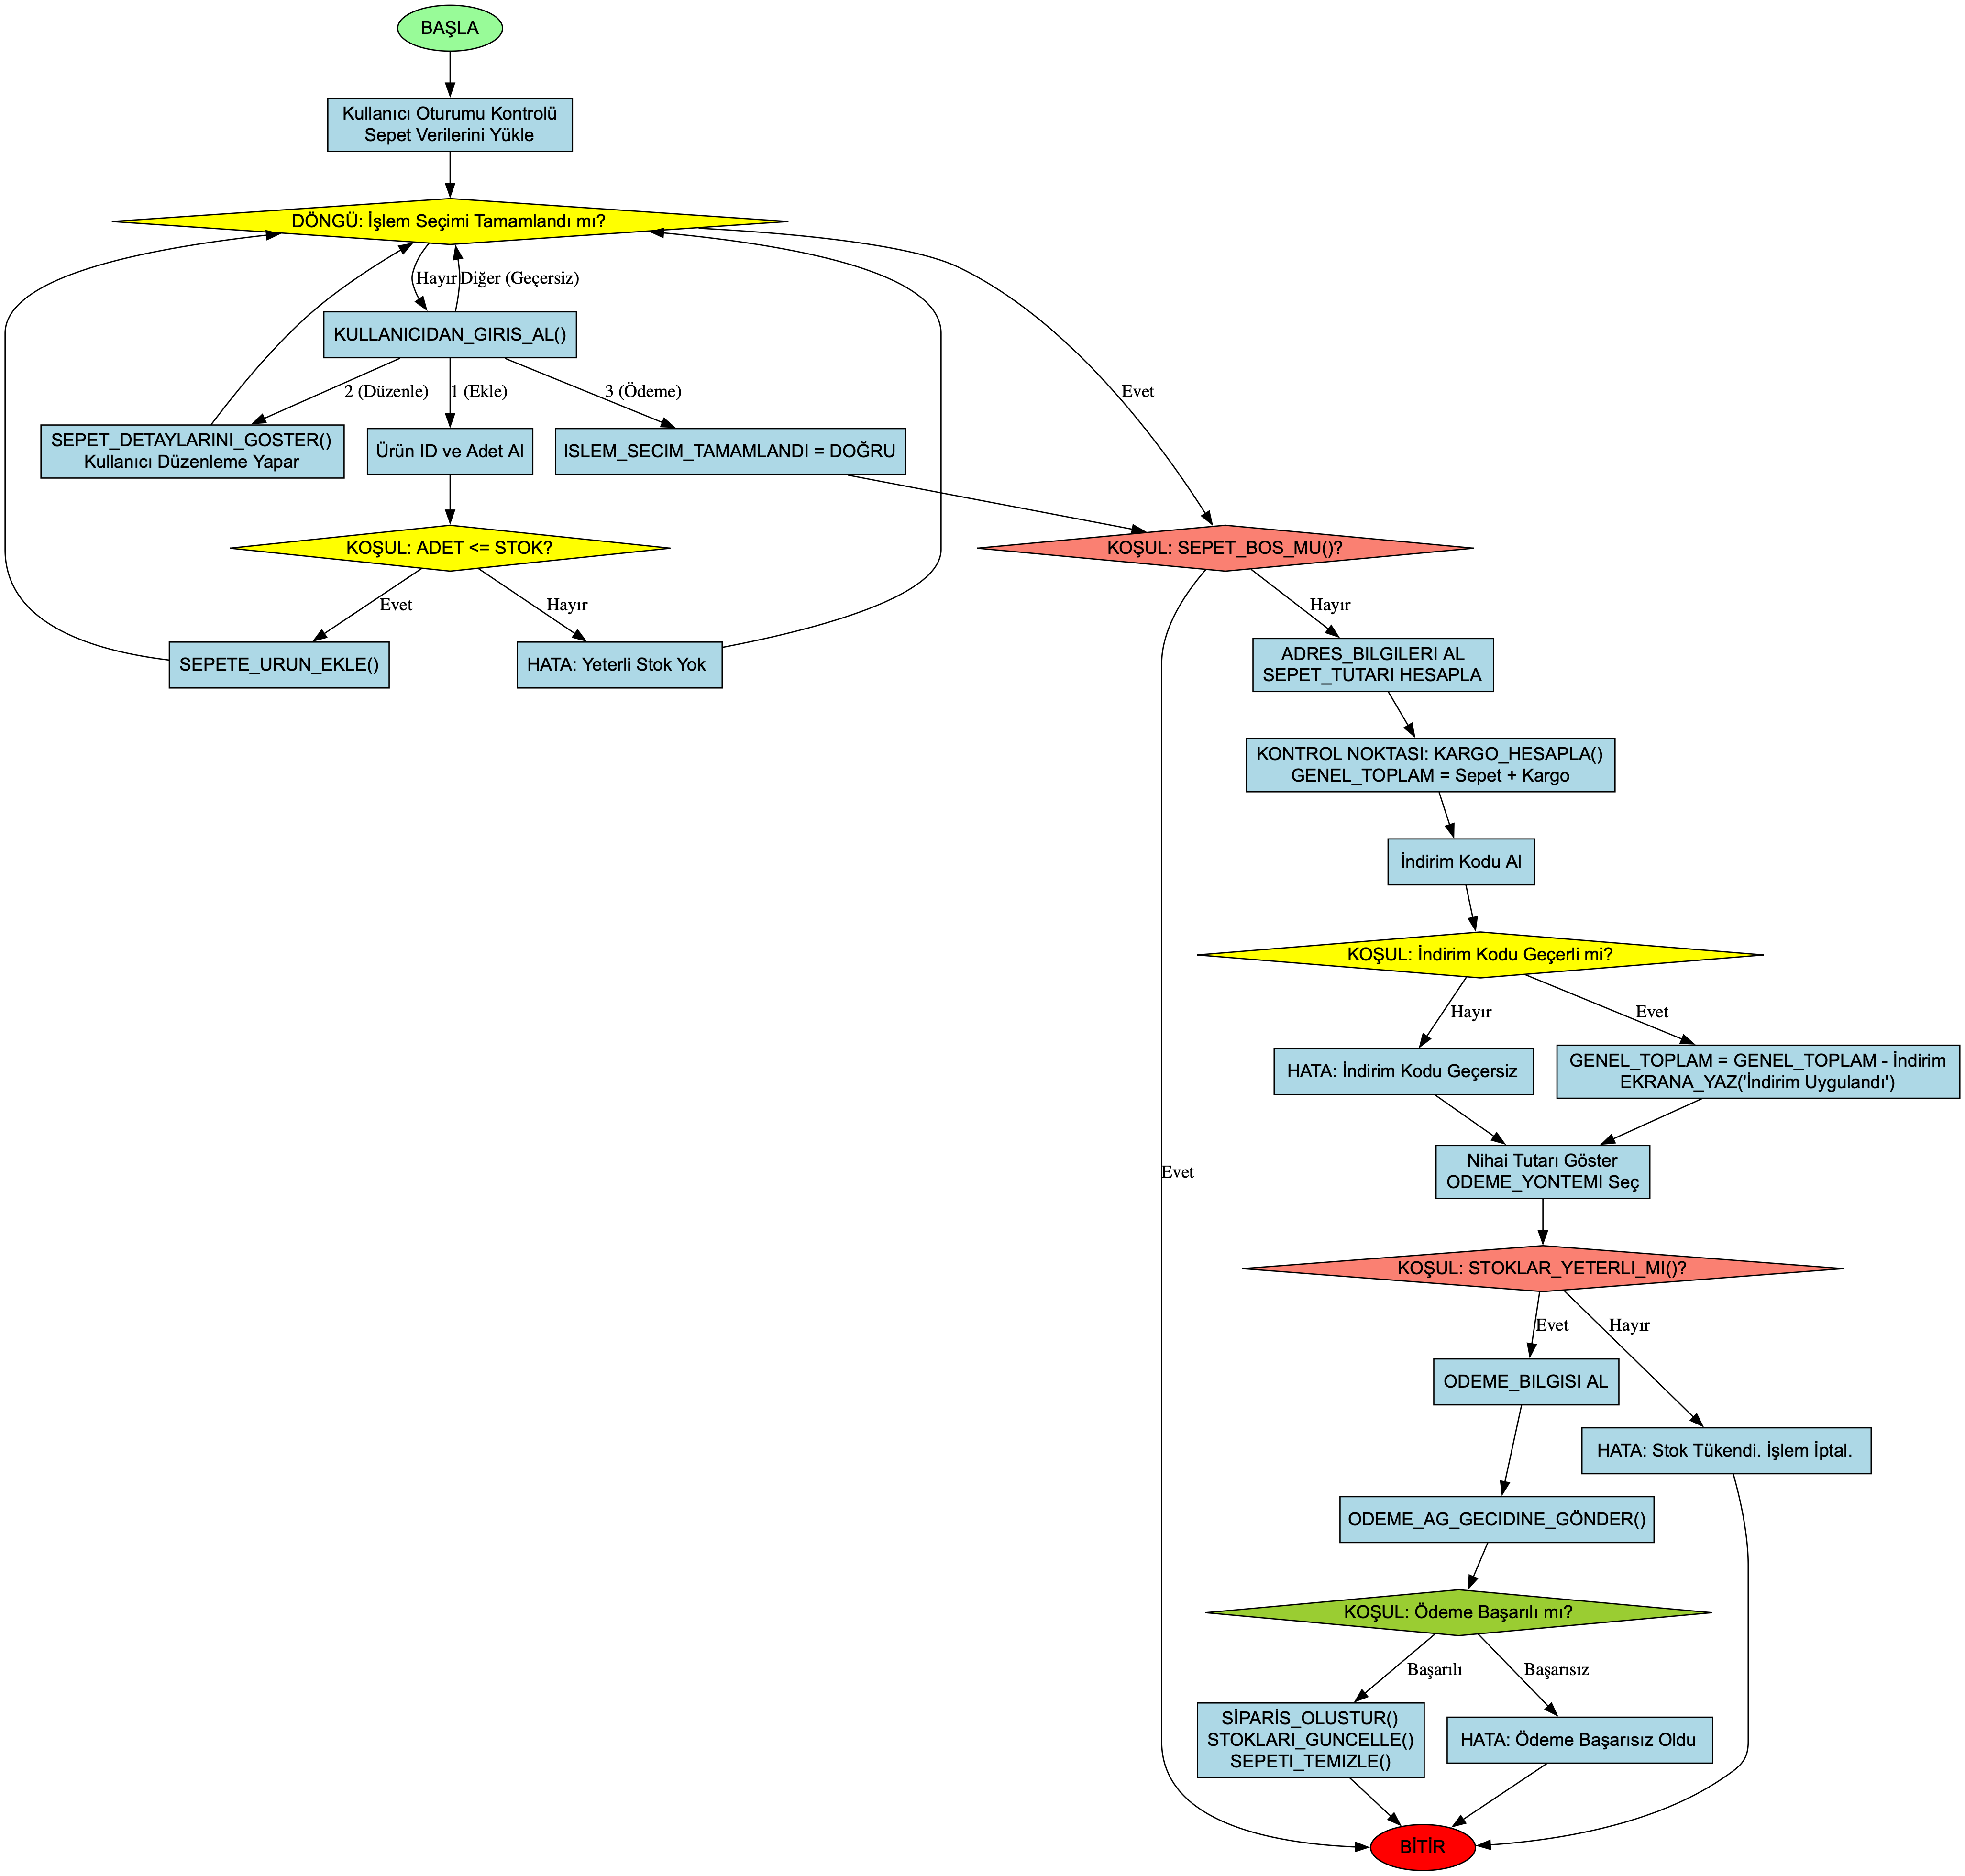 BAŞLA
Kullanıcı Oturumu Kontrolü
Sepet Verilerini Yükle
DÖNGÜ: İşlem Seçimi Tamamlandı mı?
Hayır
Diğer (Geçersiz)
KULLANICIDAN_GIRIS_AL()
2 (Düzenle)
1 (Ekle)
3 (Ödeme)
Evet
SEPET_DETAYLARINI_GOSTER()
Kullanıcı Düzenleme Yapar
Ürün ID ve Adet Al
ISLEM_SECIM_TAMAMLANDI = DOĞRU
KOŞUL: ADET <= STOK?
KOŞUL: SEPET_BOS_MU()?
Evet
Hayır
Hayır
SEPETE_URUN_EKLE()
HATA: Yeterli Stok Yok
ADRES_BILGILERI AL
SEPET_TUTARI HESAPLA
KONTROL NOKTASI: KARGO_HESAPLA()
GENEL_TOPLAM = Sepet + Kargo
İndirim Kodu Al
KOŞUL: İndirim Kodu Geçerli mi?
Hayır
Evet
HATA: İndirim Kodu Geçersiz
GENEL_TOPLAM = GENEL_TOPLAM - İndirim
EKRANA_YAZ('İndirim Uygulandı')
Evet
Nihai Tutarı Göster
ODEME_YONTEMI Seç
KOŞUL: STOKLAR_YETERLI_MI()?
Evet
Hayır
ODEME_BILGISI AL
HATA: Stok Tükendi. İşlem İptal.
ODEME_AG_GECIDINE_GÖNDER()
KOŞUL: Ödeme Başarılı mı?
Başarılı
Başarısız
SİPARİS_OLUSTUR()
STOKLARI_GUNCELLE()
SEPETI_TEMIZLE()
HATA: Ödeme Başarısız Oldu
BİTİR